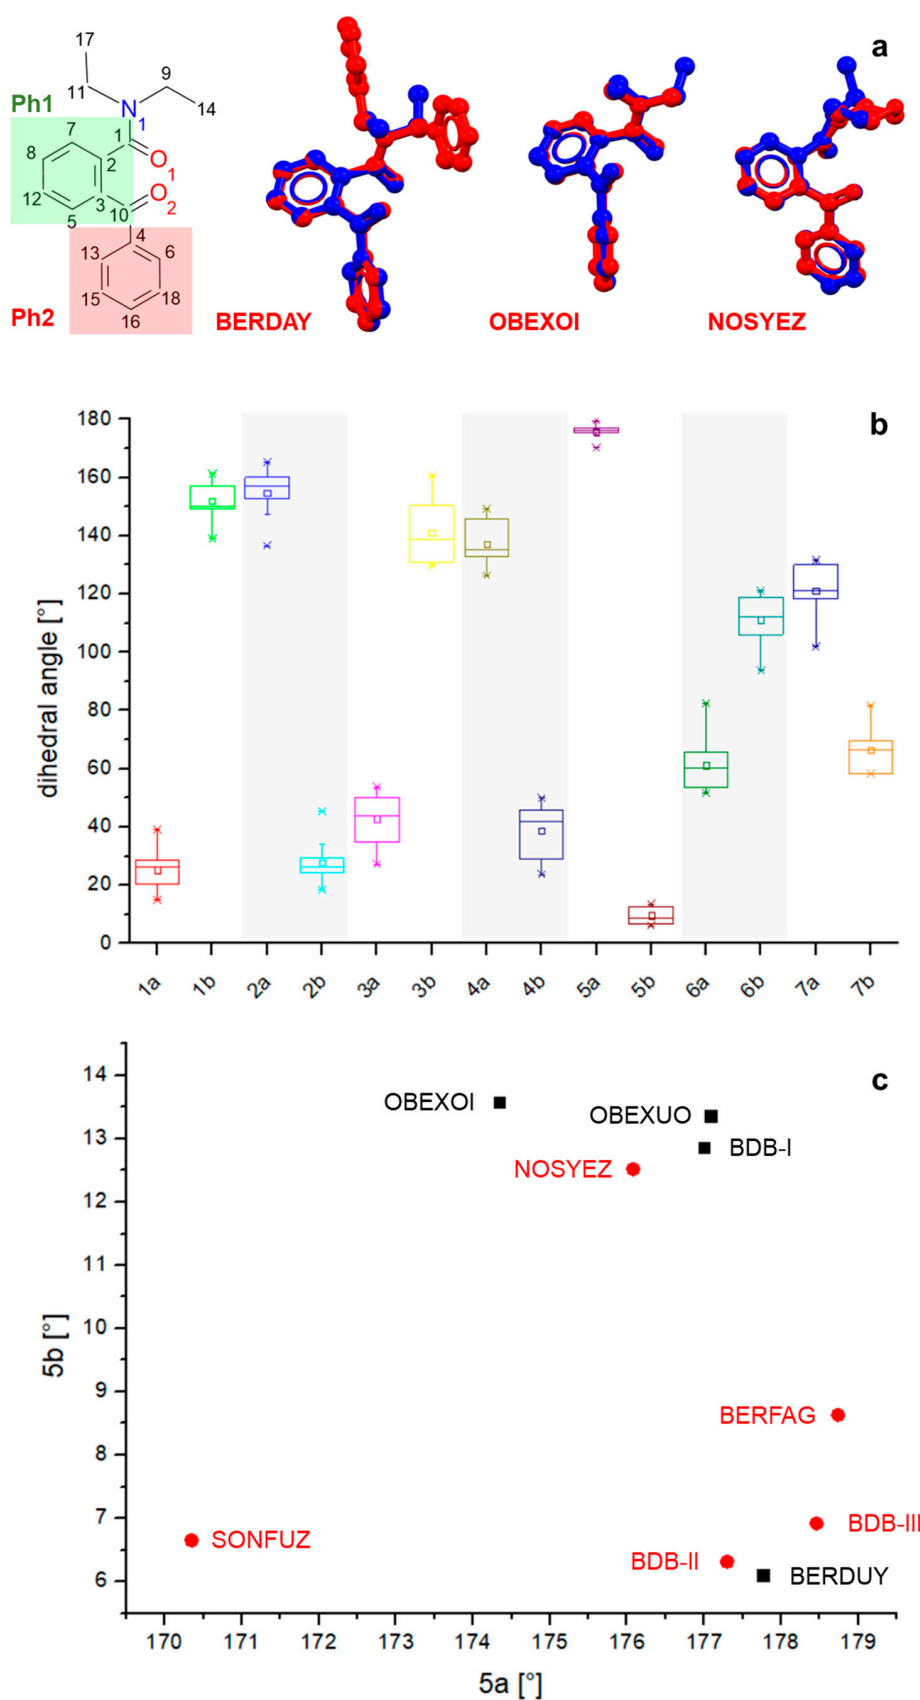 a
17
9
11
14
N
1
Ph1
7
1
8
2
O
1
O
2
12
3
10
5
4
13
6
15
18
16
Ph2
BERDAY
OBEXOI
NOSYEZ
b
180
160
140
120
100
80
60
40
20
0
dihedral angle [°]
1a 1b 2a 2b 3a 3b 4a 4b 5a 5b 6a 6b 7a 7b
c
14
13
12
11
10
9
8
7
6
5b [°]
OBEXOI
OBEXUO
BDB-I
NOSYEZ
BERFAG
BDB-III
SONFUZ
BDB-II
BERDUY
170 171 172 173 174 175 176 177 178 179
5a [°]